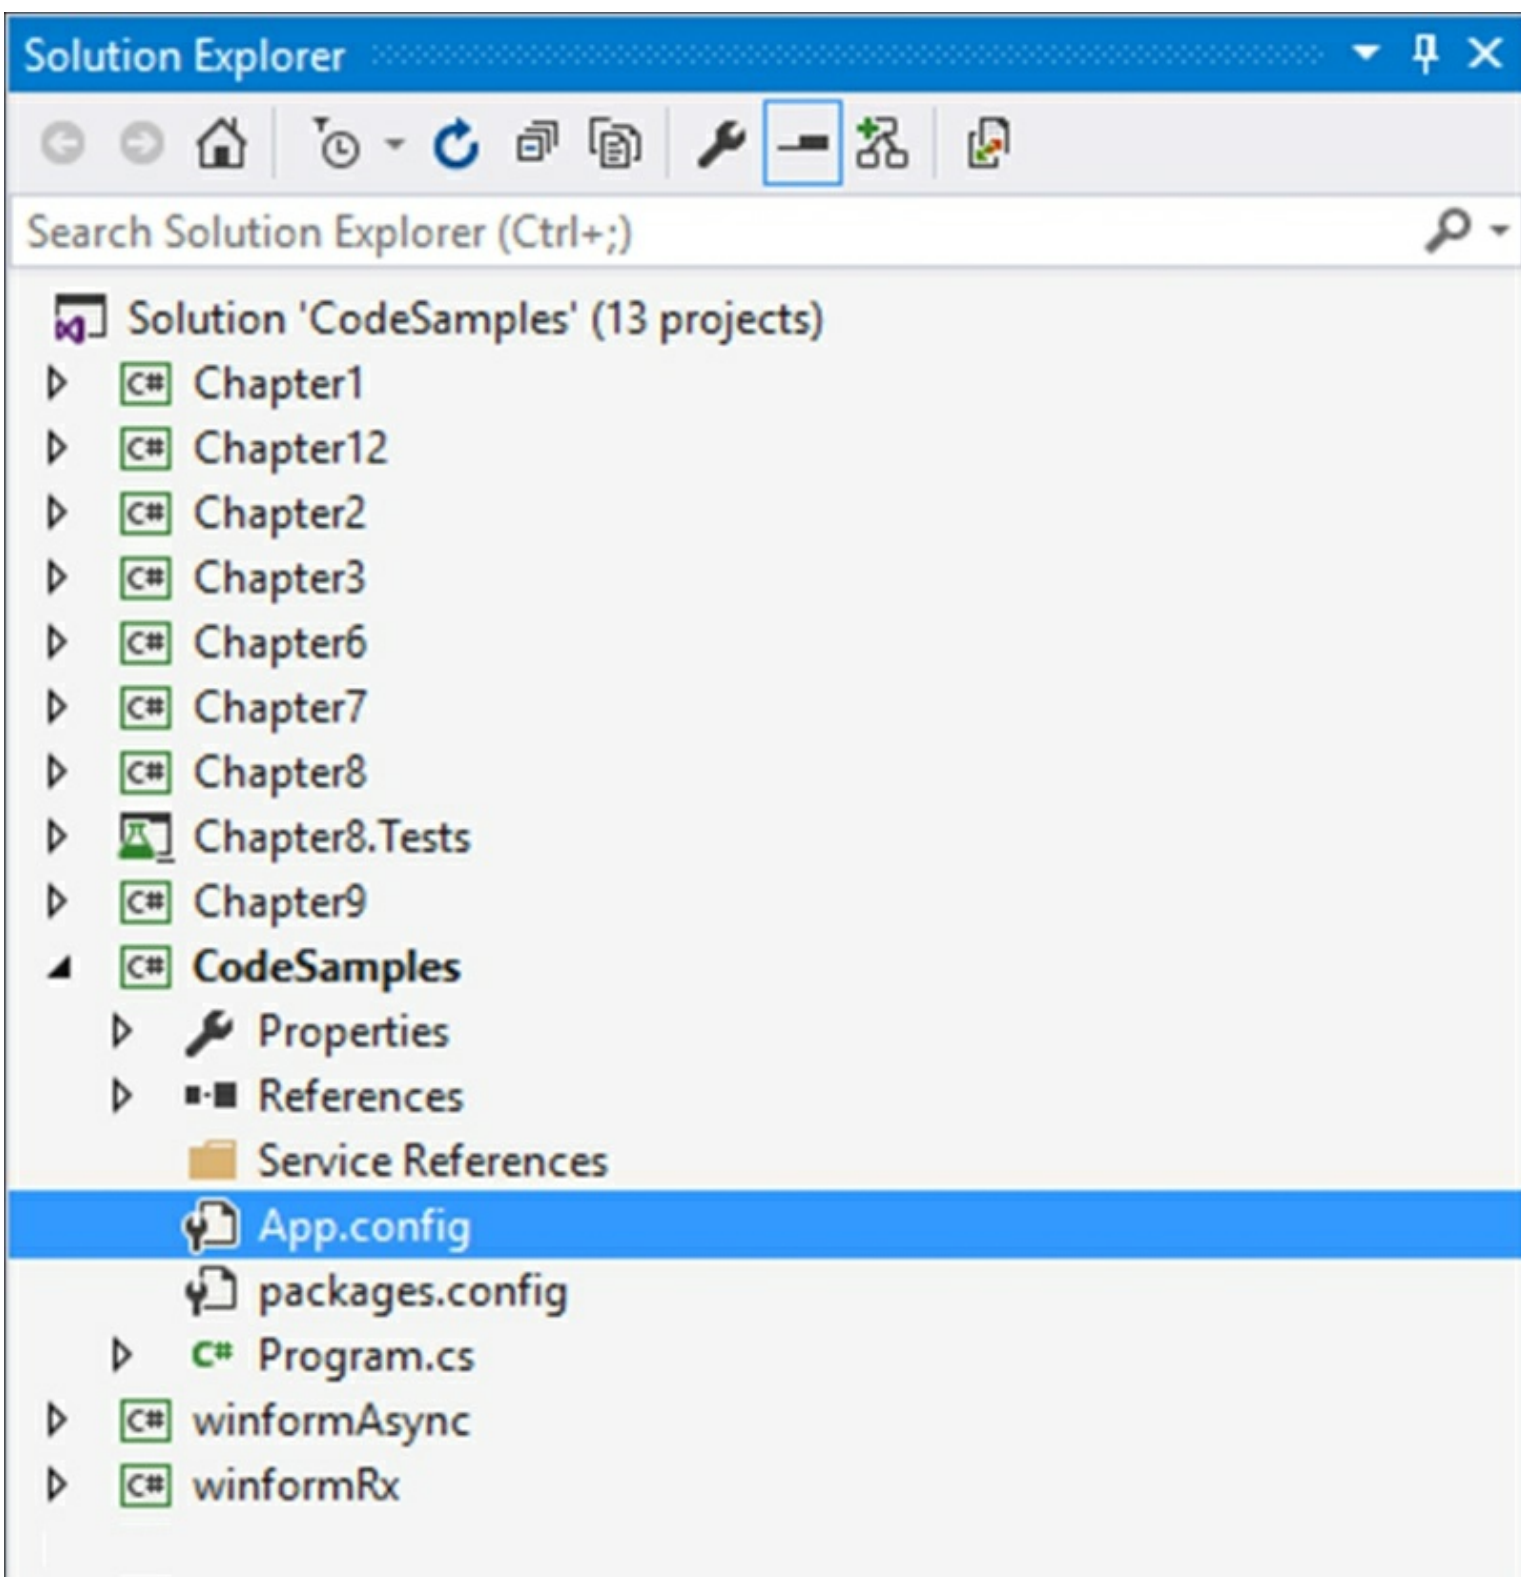 Solution Explorer
Search Solution Explorer (Ctrl+;)
Solution 'CodeSamples' (13 projects)
C# Chapter1
C# Chapter12
C# Chapter2
C# Chapter3
C# Chapter6
C# Chapter7
C# Chapter8
Chapter8.Tests
C# Chapter9
C# CodeSamples
Properties
References
Service References
App.config
packages.config
C# Program.cs
C# winformAsync
C# winformRx